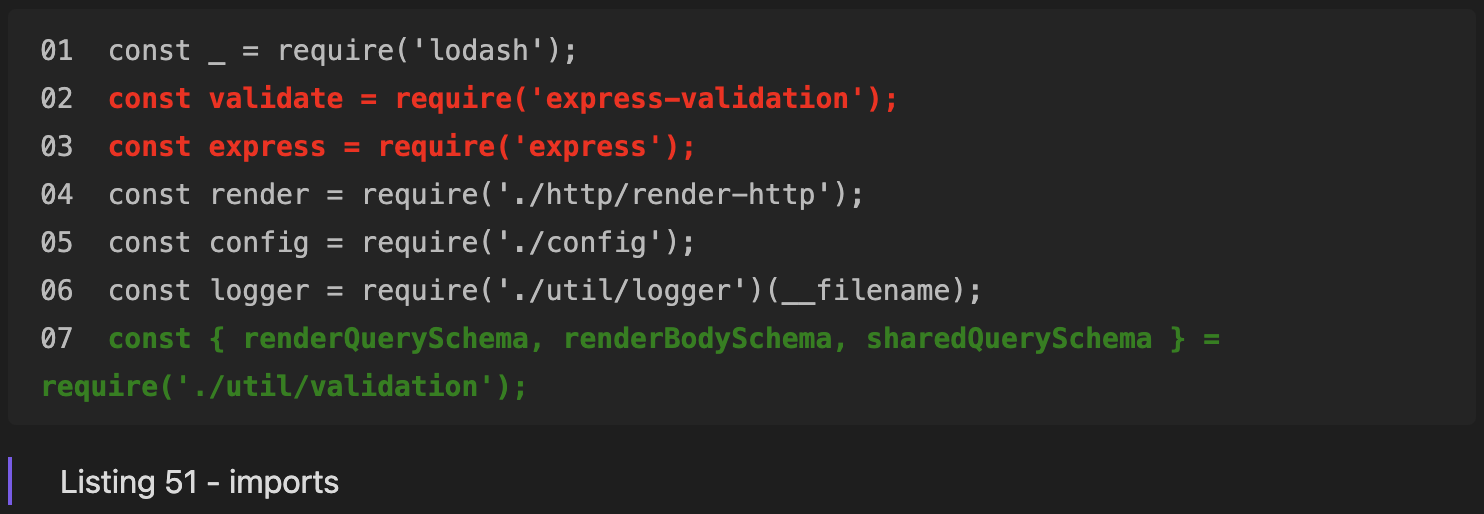 01  const _ = require('lodash');
02  const validate = require('express-validation');
03  const express = require('express');
04  const render = require('./http/render-http');
05  const config = require('./config');
06  const logger = require('./util/logger')(__filename);
07  const { renderQuerySchema, renderBodySchema, sharedQuerySchema } =
require('./util/validation');
Listing 51 - imports